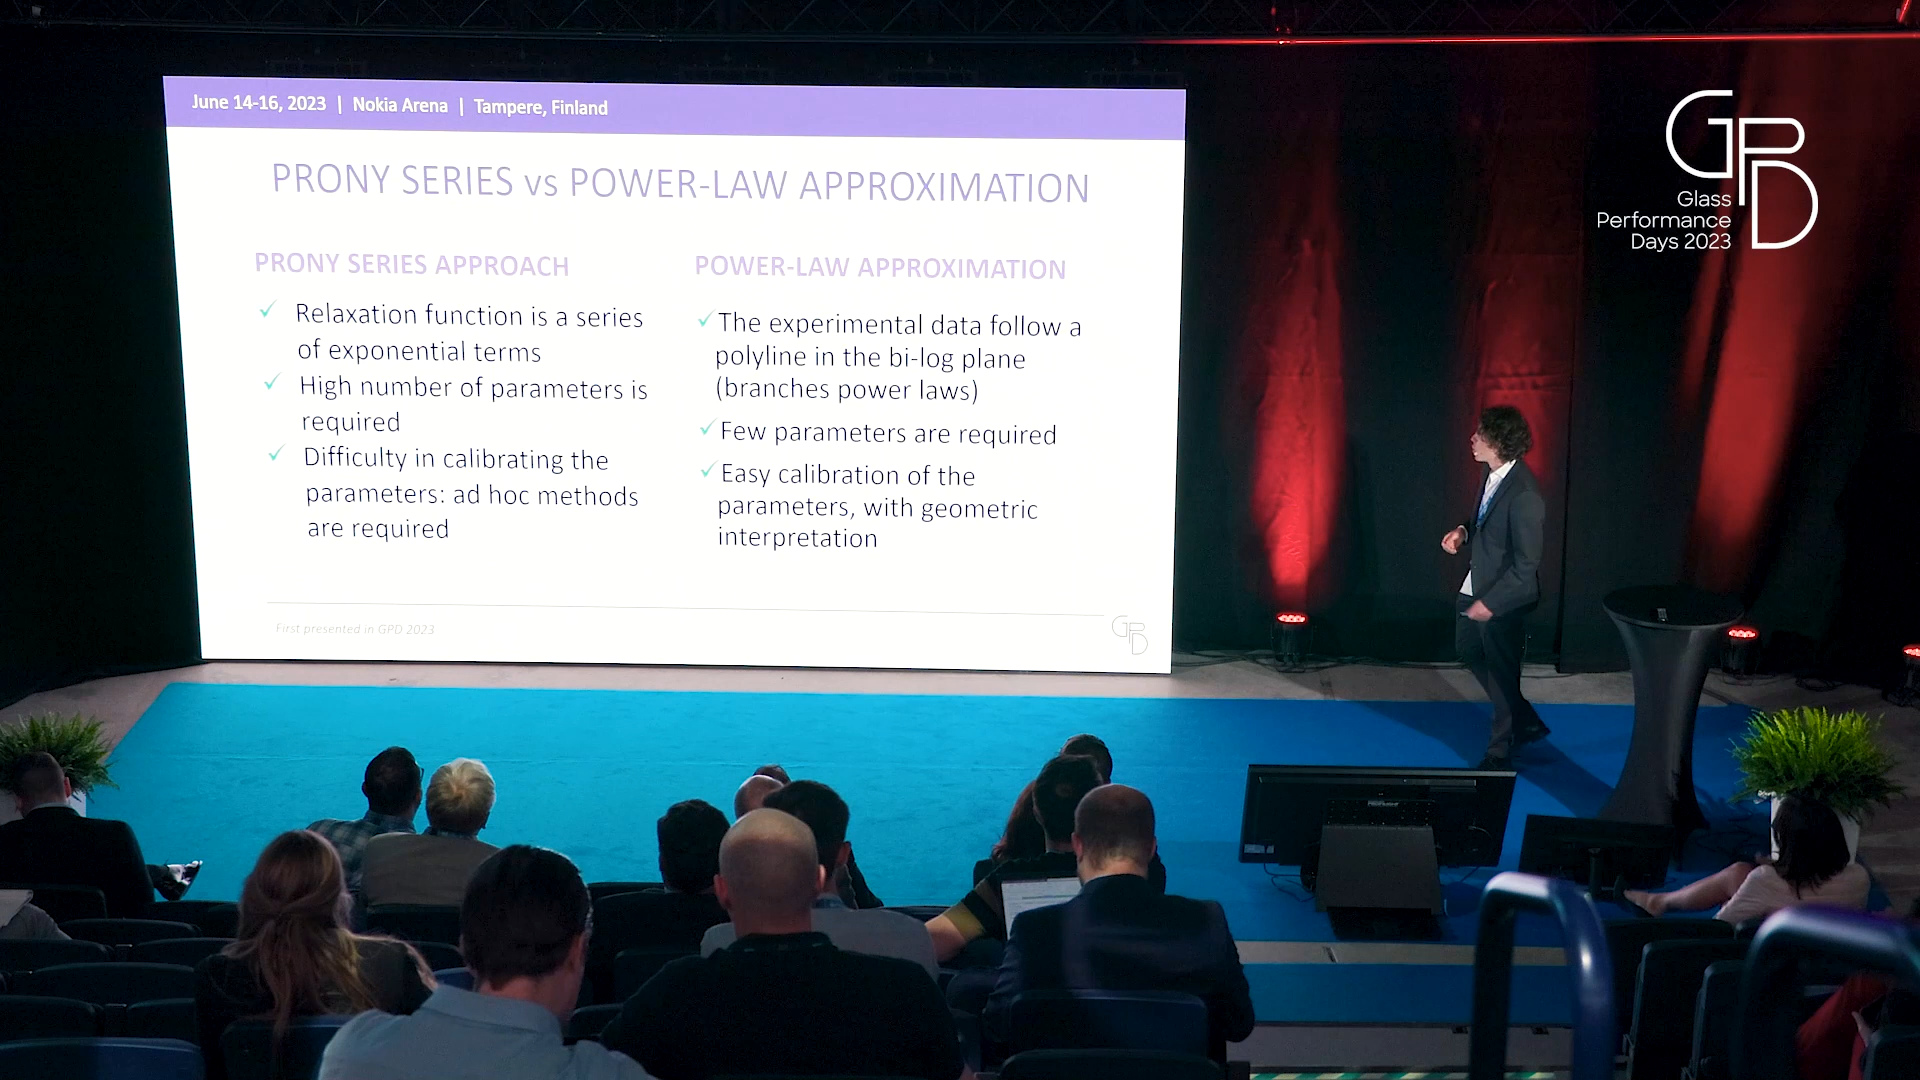 June 14-16, 2023 | Nokia Arena | Tampere, Finland
PRONY SERIES vs POWER-LAW APPROXIMATION
PRONY SERIES APPROACH
✓ Relaxation function is a series
of exponential terms
✓ High number of parameters is
required
✓ Difficulty in calibrating the
parameters: ad hoc methods
are required
POWER-LAW APPROXIMATION
✓ The experimental data follow a
polyline in the bi-log plane
(branches power laws)
✓ Few parameters are required
✓ Easy calibration of the
parameters, with geometric
interpretation
First presented in GPD 2023
GPD
GPD
Glass
Performance
Days 2023